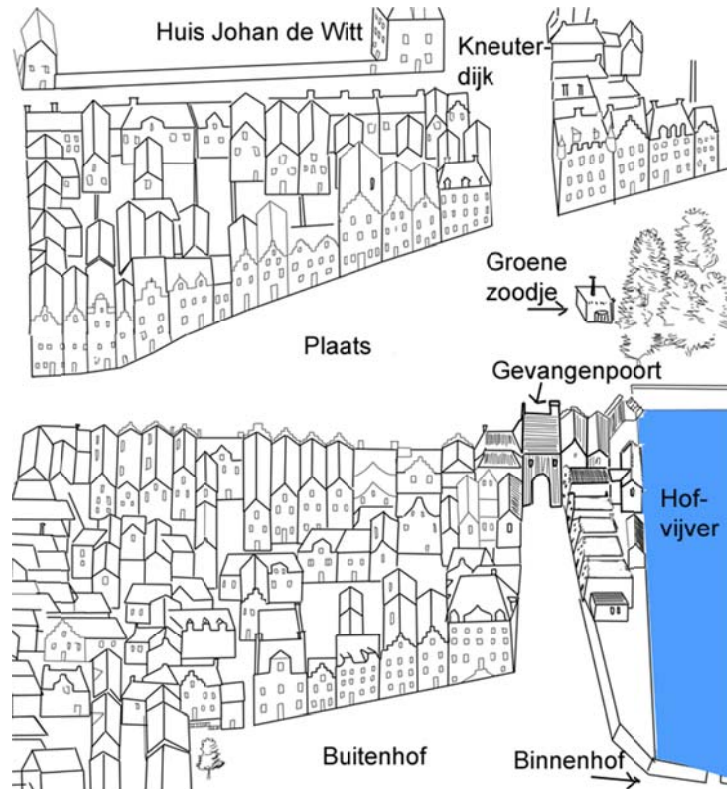 Huis Johan de Witt
Kneuter-
dijk
Groene
zoodje
Plaats
Gevangenpoort
Hof-
vijver
Buitenhof
Binnenhof